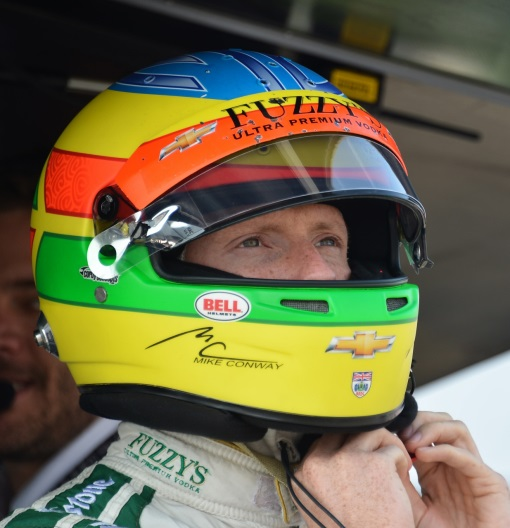 FUZZY'S
ULTRA PREMIUM VODKA
BELL
HELMETS
MC
MIKE CONWAY
FUZZY'S
ULTRA PREMIUM
VODKA